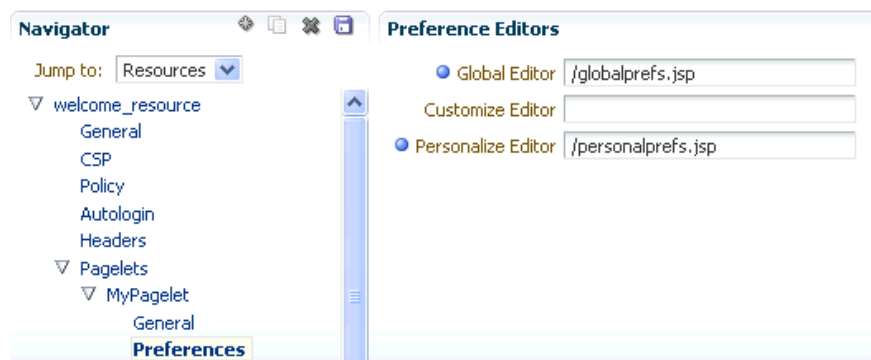 Navigator
Jump to: Resources
welcome_resource
General
CSP
Policy
Autologin
Headers
Pagelets
MyPagelet
General
Preferences
Preference Editors
Global Editor /globalprefs.jsp
Customize Editor
Personalize Editor /personalprefs.jsp